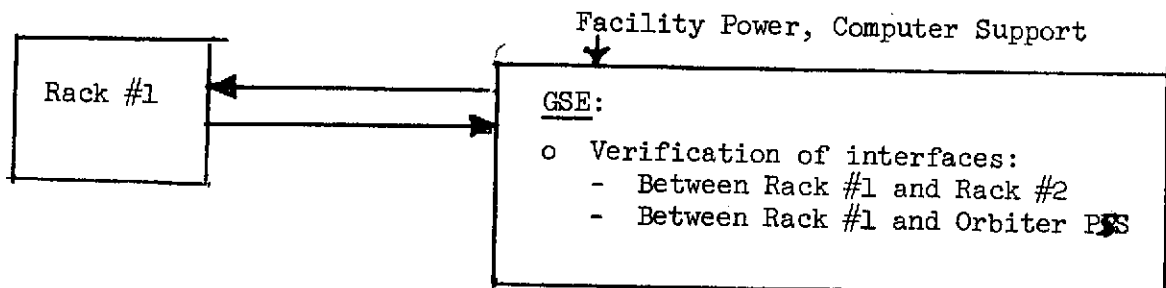 Facility Power, Computer Support
Rack #1
GSE:
o Verification of interfaces:
- Between Rack #1 and Rack #2
- Between Rack #1 and Orbiter PSS